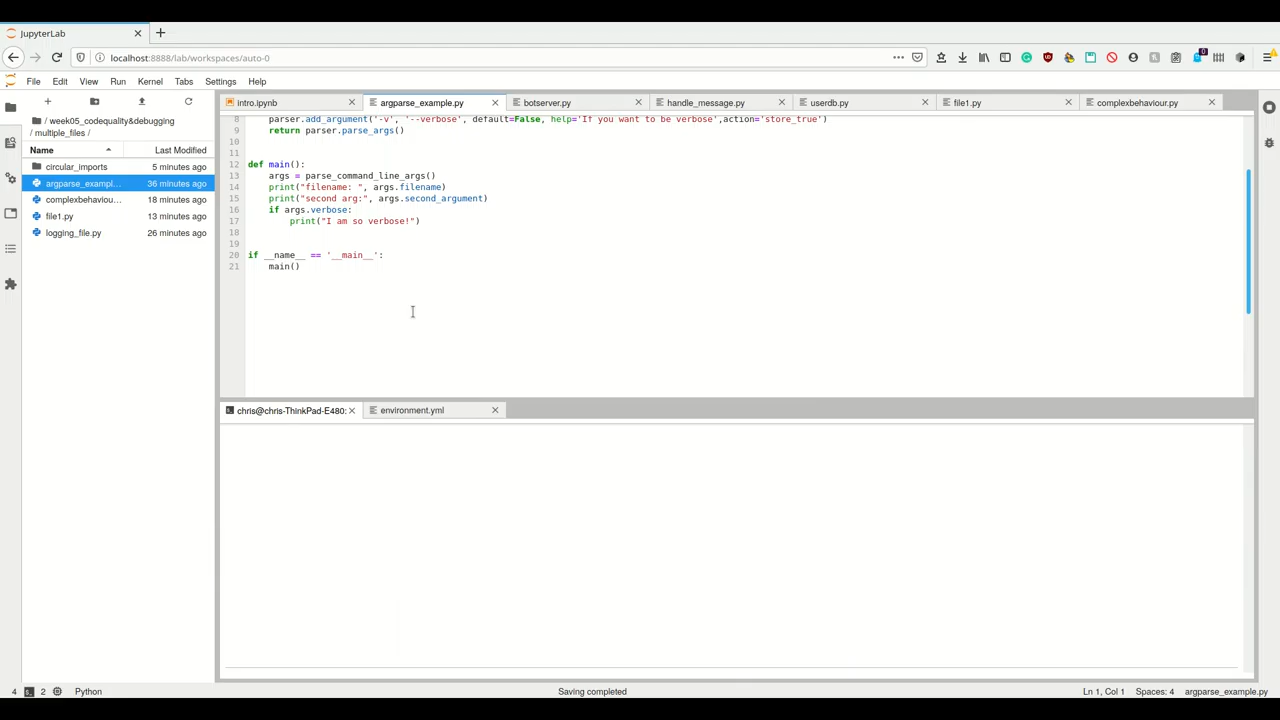 JupyterLab
localhost:8888/lab/workspaces/auto-0
File Edit View Run Kernel Tabs Settings Help
intro.ipynb argparse_example.py botserver.py handle_message.py userdb.py file1.py complexbehaviour.py
/ week05_codequality&debugging
/ multiple_files /
Name Last Modified
circular_imports 5 minutes ago
argparse_exampl... 36 minutes ago
complexbehaviou... 18 minutes ago
file1.py 13 minutes ago
logging_file.py 26 minutes ago
8 parser.add_argument('-v', '--verbose', default=False, help='If you want to be verbose',action='store_true')
9 return parser.parse_args()
10
11
12 def main():
13 args = parse_command_line_args()
14 print("filename: ", args.filename)
15 print("second arg:", args.second_argument)
16 if args.verbose:
17 print("I am so verbose!")
18
19
20 if __name__ == '__main__':
21 main()
chris@chris-ThinkPad-E480: environment.yml
4 2 Python Saving completed Ln 1, Col 1 Spaces: 4 argparse_example.py